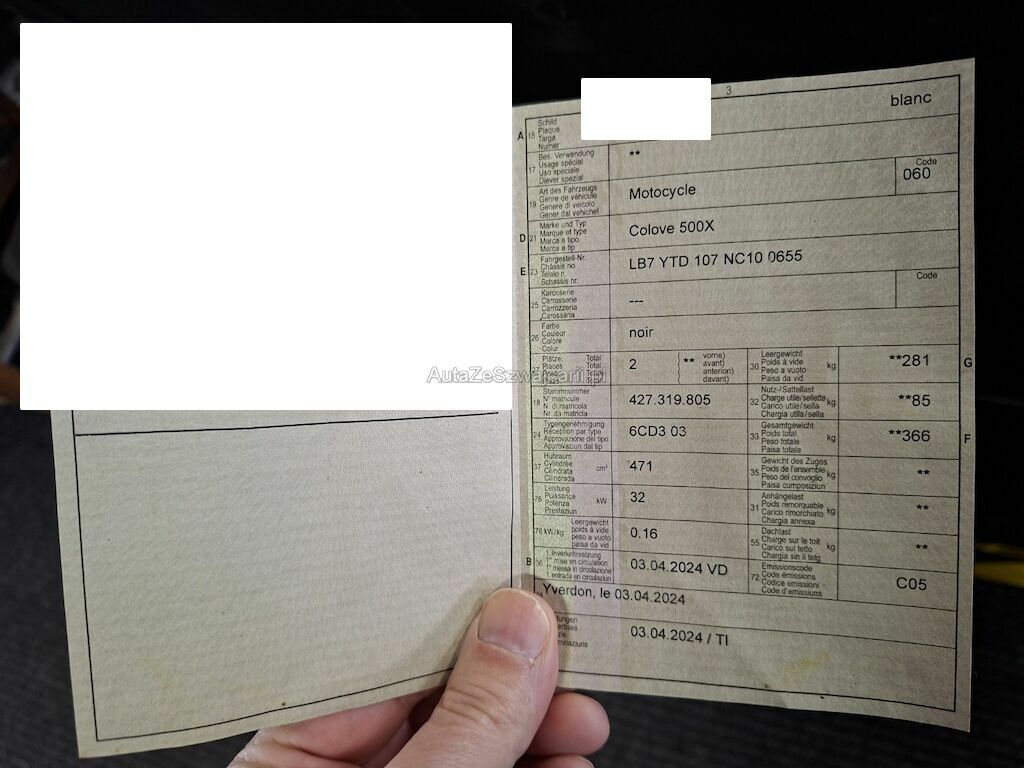 3
blanc
A 15 Schild
Plaque
Targa
Numer
17 Bes. Verwendung
Usage spécial
Uso speciale
Diever spezial
**
19 Art des Fahrzeugs
Genre de véhicule
Genere di veicolo
Gener dal vehichel
Motocycle
Code
060
D 21 Marke und Typ
Marque et type
Marca e tipo
Marca e tip
Colove 500X
E 23 Fahrgestell-Nr.
Châssis no
Telaio n.
Schassis nr.
LB7 YTD 107 NC10 0655
25 Karosserie
Carrosserie
Carrozzeria
Carossaria
---
Code
26 Farbe
Couleur
Colore
Colur
noir
27 Plätze Total
Places Total
Total
Total
2
( ** vorne)
avant)
anteriori)
davant)
30 Leergewicht
Poids à vide
Peso a vuoto
Paisa da vid
kg
**281
G
AutaZeSzwajcarii.pl
18 Stammnummer
N° matricule
N. di matricola
Nr. da matricla
427.319.805
32 Nutz-/Sattellast
Charge utile/sellette
Carico utile/sella
Chargia utila/sella
kg
**85
24 Typengenehmigung
Réception par type
Approvazione del tipo
Approvaziun dal tip
6CD3 03
33 Gesamtgewicht
Poids total
Peso totale
Paisa totala
kg
**366
F
37 Hubraum
Cylindrée
Cilindrata
Cilindrada
cm³
471
35 Gewicht des Zuges
Poids de l'ensemble
Peso del convoglio
Paisa cumposiziun
kg
**
76 Leistung
Puissance
Potenza
Prestaziun
kW
32
31 Anhängelast
Poids remorquable
Carico rimorchiato
Chargia annexa
kg
**
78 kW/kg
Leergewicht
poids à vide
peso a vuoto
paisa da vid
0.16
55 Dachlast
Charge sur le toit
Carico sul tetto
Chargia sin il tetg
kg
**
B 36 1. Inverkehrsetzung
1re mise en circulation
1a messa in circolazione
1. entrada en circulaziun
03.04.2024 VD
72 Emissionscode
Code émissions
Codice emissioni
Code d'emissiuns
C05
Yverdon, le 03.04.2024
03.04.2024 / TI